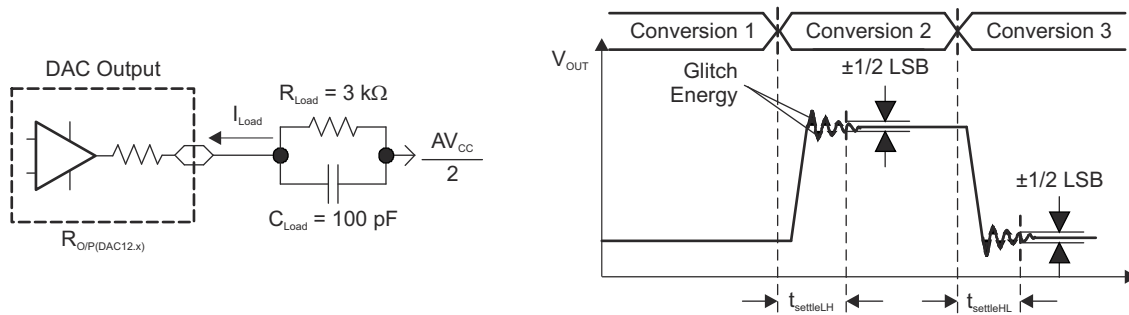 DAC Output
R_Load = 3 kΩ
I_Load
AV_CC
2
C_Load = 100 pF
R_O/P(DAC12.x)
Conversion 1
Conversion 2
Conversion 3
V_OUT
Glitch
Energy
±1/2 LSB
±1/2 LSB
t_settleLH
t_settleHL